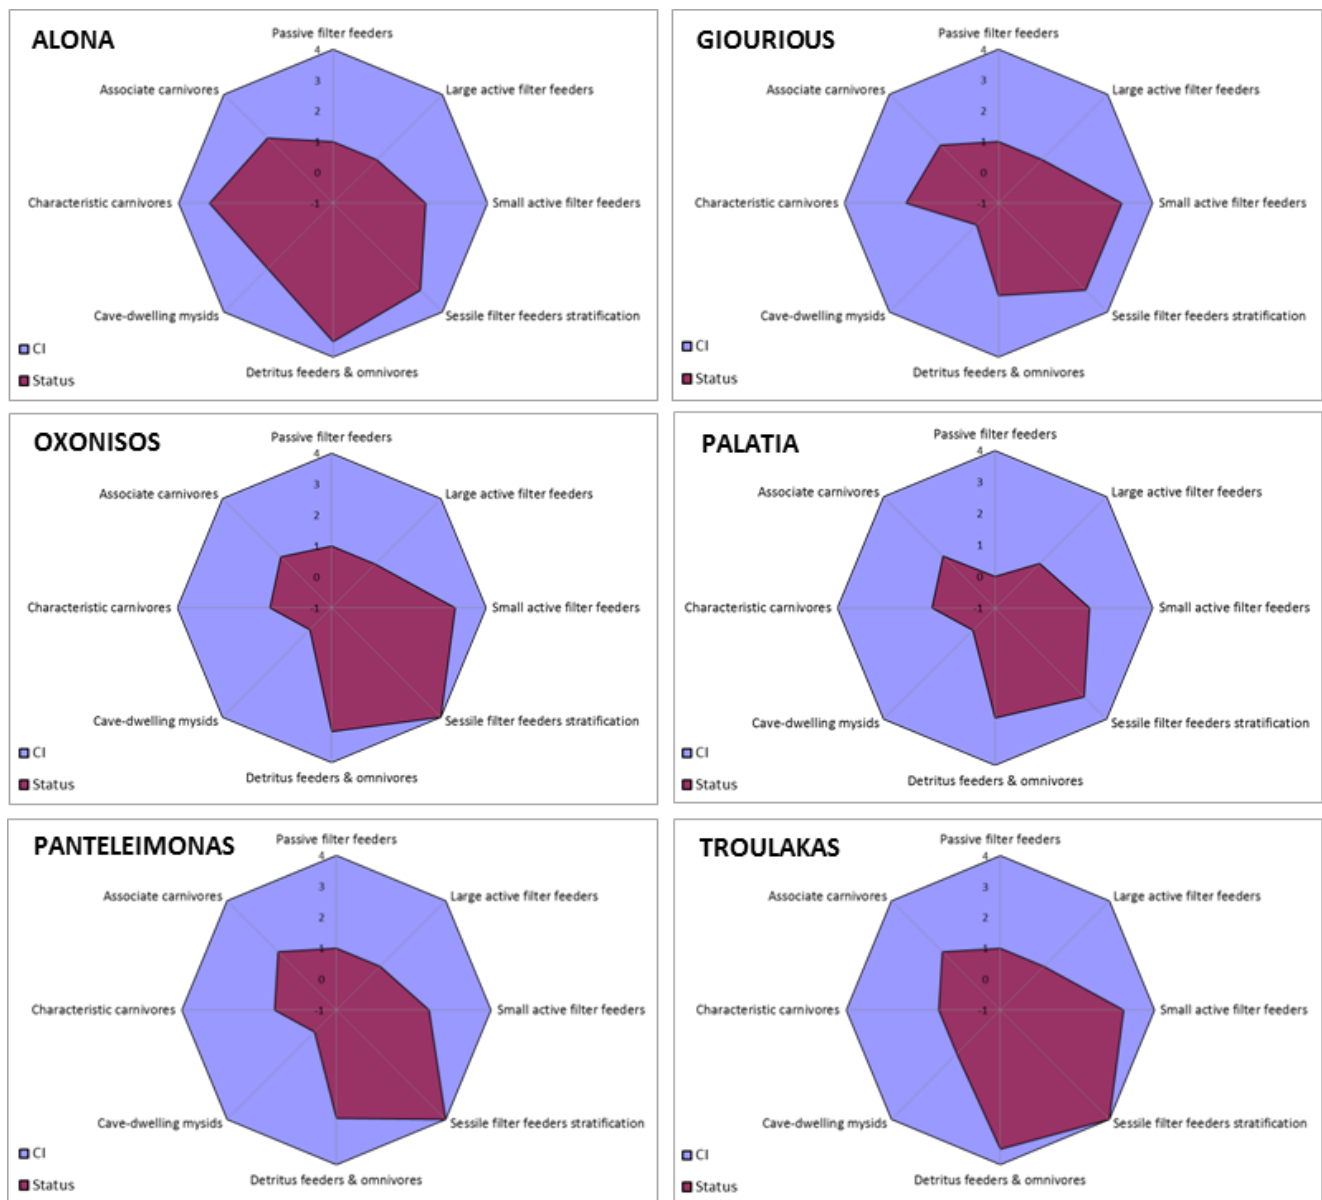 ALONA
Passive filter feeders
4
Associate carnivores
Large active filter feeders
3
2
1
0
Characteristic carnivores
-1
Small active filter feeders
Cave-dwelling mysids
Sessile filter feeders stratification
CI
Detritus feeders & omnivores
Status
GIOURIOUS
Passive filter feeders
4
Associate carnivores
Large active filter feeders
3
2
1
0
Characteristic carnivores
-1
Small active filter feeders
Cave-dwelling mysids
Sessile filter feeders stratification
CI
Detritus feeders & omnivores
Status
OXONISOS
Passive filter feeders
4
Associate carnivores
Large active filter feeders
3
2
1
0
Characteristic carnivores
-1
Small active filter feeders
Cave-dwelling mysids
Sessile filter feeders stratification
CI
Detritus feeders & omnivores
Status
PALATIA
Passive filter feeders
4
Associate carnivores
Large active filter feeders
3
2
1
0
Characteristic carnivores
-1
Small active filter feeders
Cave-dwelling mysids
Sessile filter feeders stratification
CI
Detritus feeders & omnivores
Status
PANTELEIMONAS
Passive filter feeders
4
Associate carnivores
Large active filter feeders
3
2
1
0
Characteristic carnivores
-1
Small active filter feeders
Cave-dwelling mysids
Sessile filter feeders stratification
CI
Detritus feeders & omnivores
Status
TROULAKAS
Passive filter feeders
4
Associate carnivores
Large active filter feeders
3
2
1
0
Characteristic carnivores
-1
Small active filter feeders
Cave-dwelling mysids
Sessile filter feeders stratification
CI
Detritus feeders & omnivores
Status